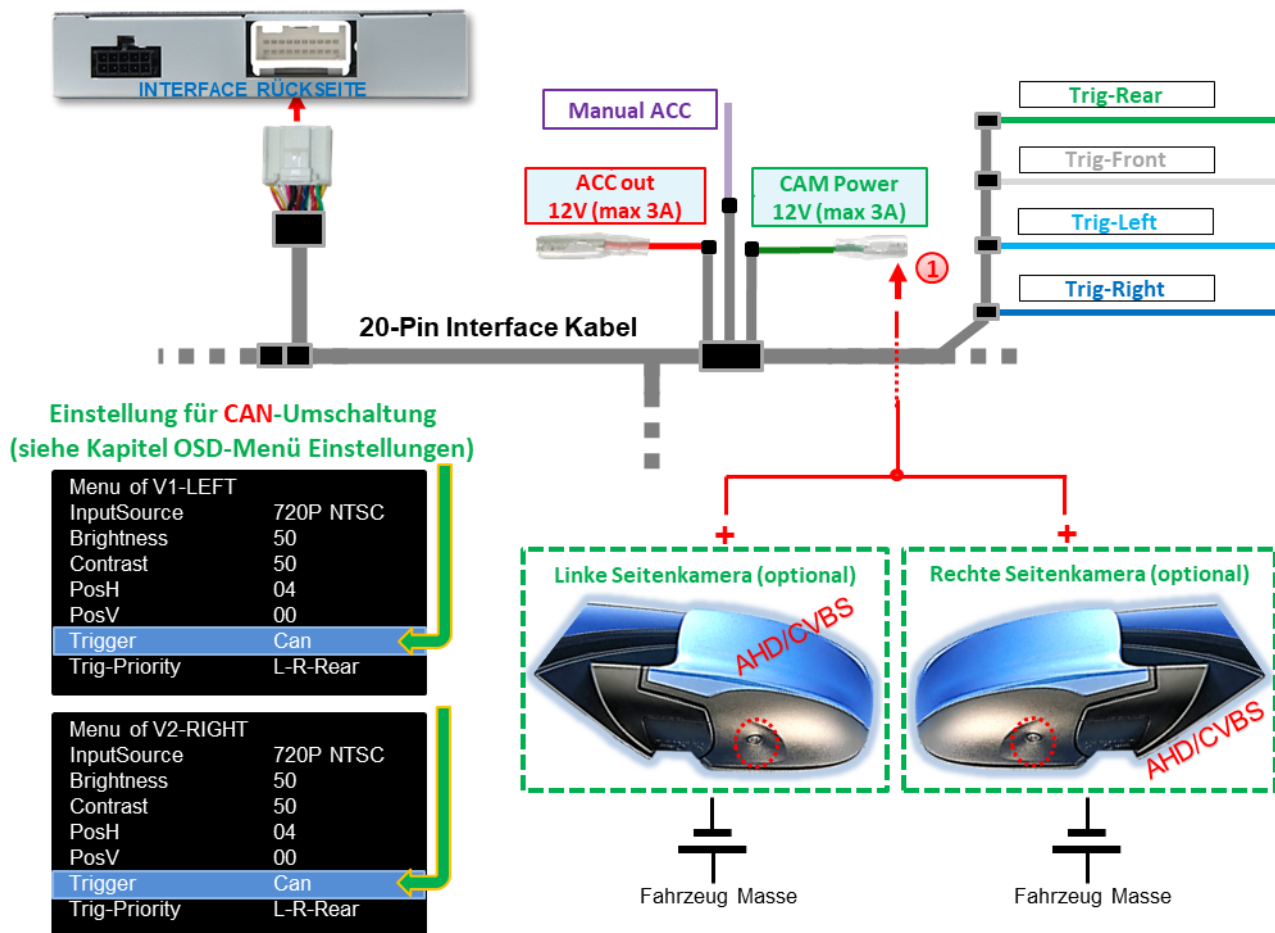 INTERFACE RÜCKSEITE
Manual ACC
ACC out
12V (max 3A)
CAM Power
12V (max 3A)
1
Trig-Rear
Trig-Front
Trig-Left
Trig-Right
20-Pin Interface Kabel
Einstellung für CAN-Umschaltung
(siehe Kapitel OSD-Menü Einstellungen)
Menu of V1-LEFT
InputSource 720P NTSC
Brightness 50
Contrast 50
PosH 04
PosV 00
Trigger Can
Trig-Priority L-R-Rear
Menu of V2-RIGHT
InputSource 720P NTSC
Brightness 50
Contrast 50
PosH 04
PosV 00
Trigger Can
Trig-Priority L-R-Rear
+
+
Linke Seitenkamera (optional)
AHD/CVBS
Rechte Seitenkamera (optional)
AHD/CVBS
Fahrzeug Masse
Fahrzeug Masse